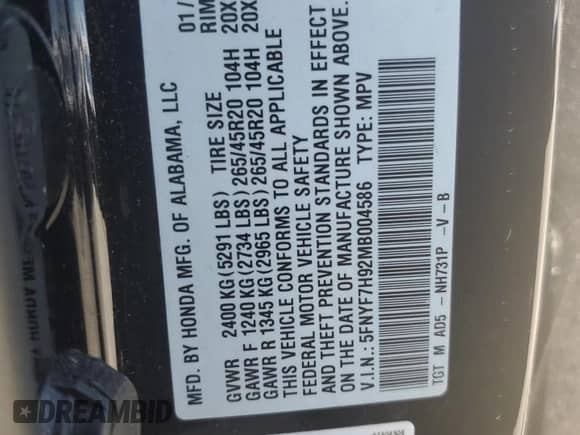 MFD. BY HONDA MFG. OF ALABAMA, LLC 01/
TIRE SIZE RIM
GVWR 2400 KG (5291 LBS)
GAWR F 1240 KG (2734 LBS) 265/45R20 104H 20X
GAWR R 1345 KG (2965 LBS) 265/45R20 104H 20X
THIS VEHICLE CONFORMS TO ALL APPLICABLE
FEDERAL MOTOR VEHICLE SAFETY
AND THEFT PREVENTION STANDARDS IN EFFECT
ON THE DATE OF MANUFACTURE SHOWN ABOVE.
V.I.N.: 5FNYF7H92MB004586 TYPE: MPV
TGT M AD5 - NH731P -V-B
DREAMBID